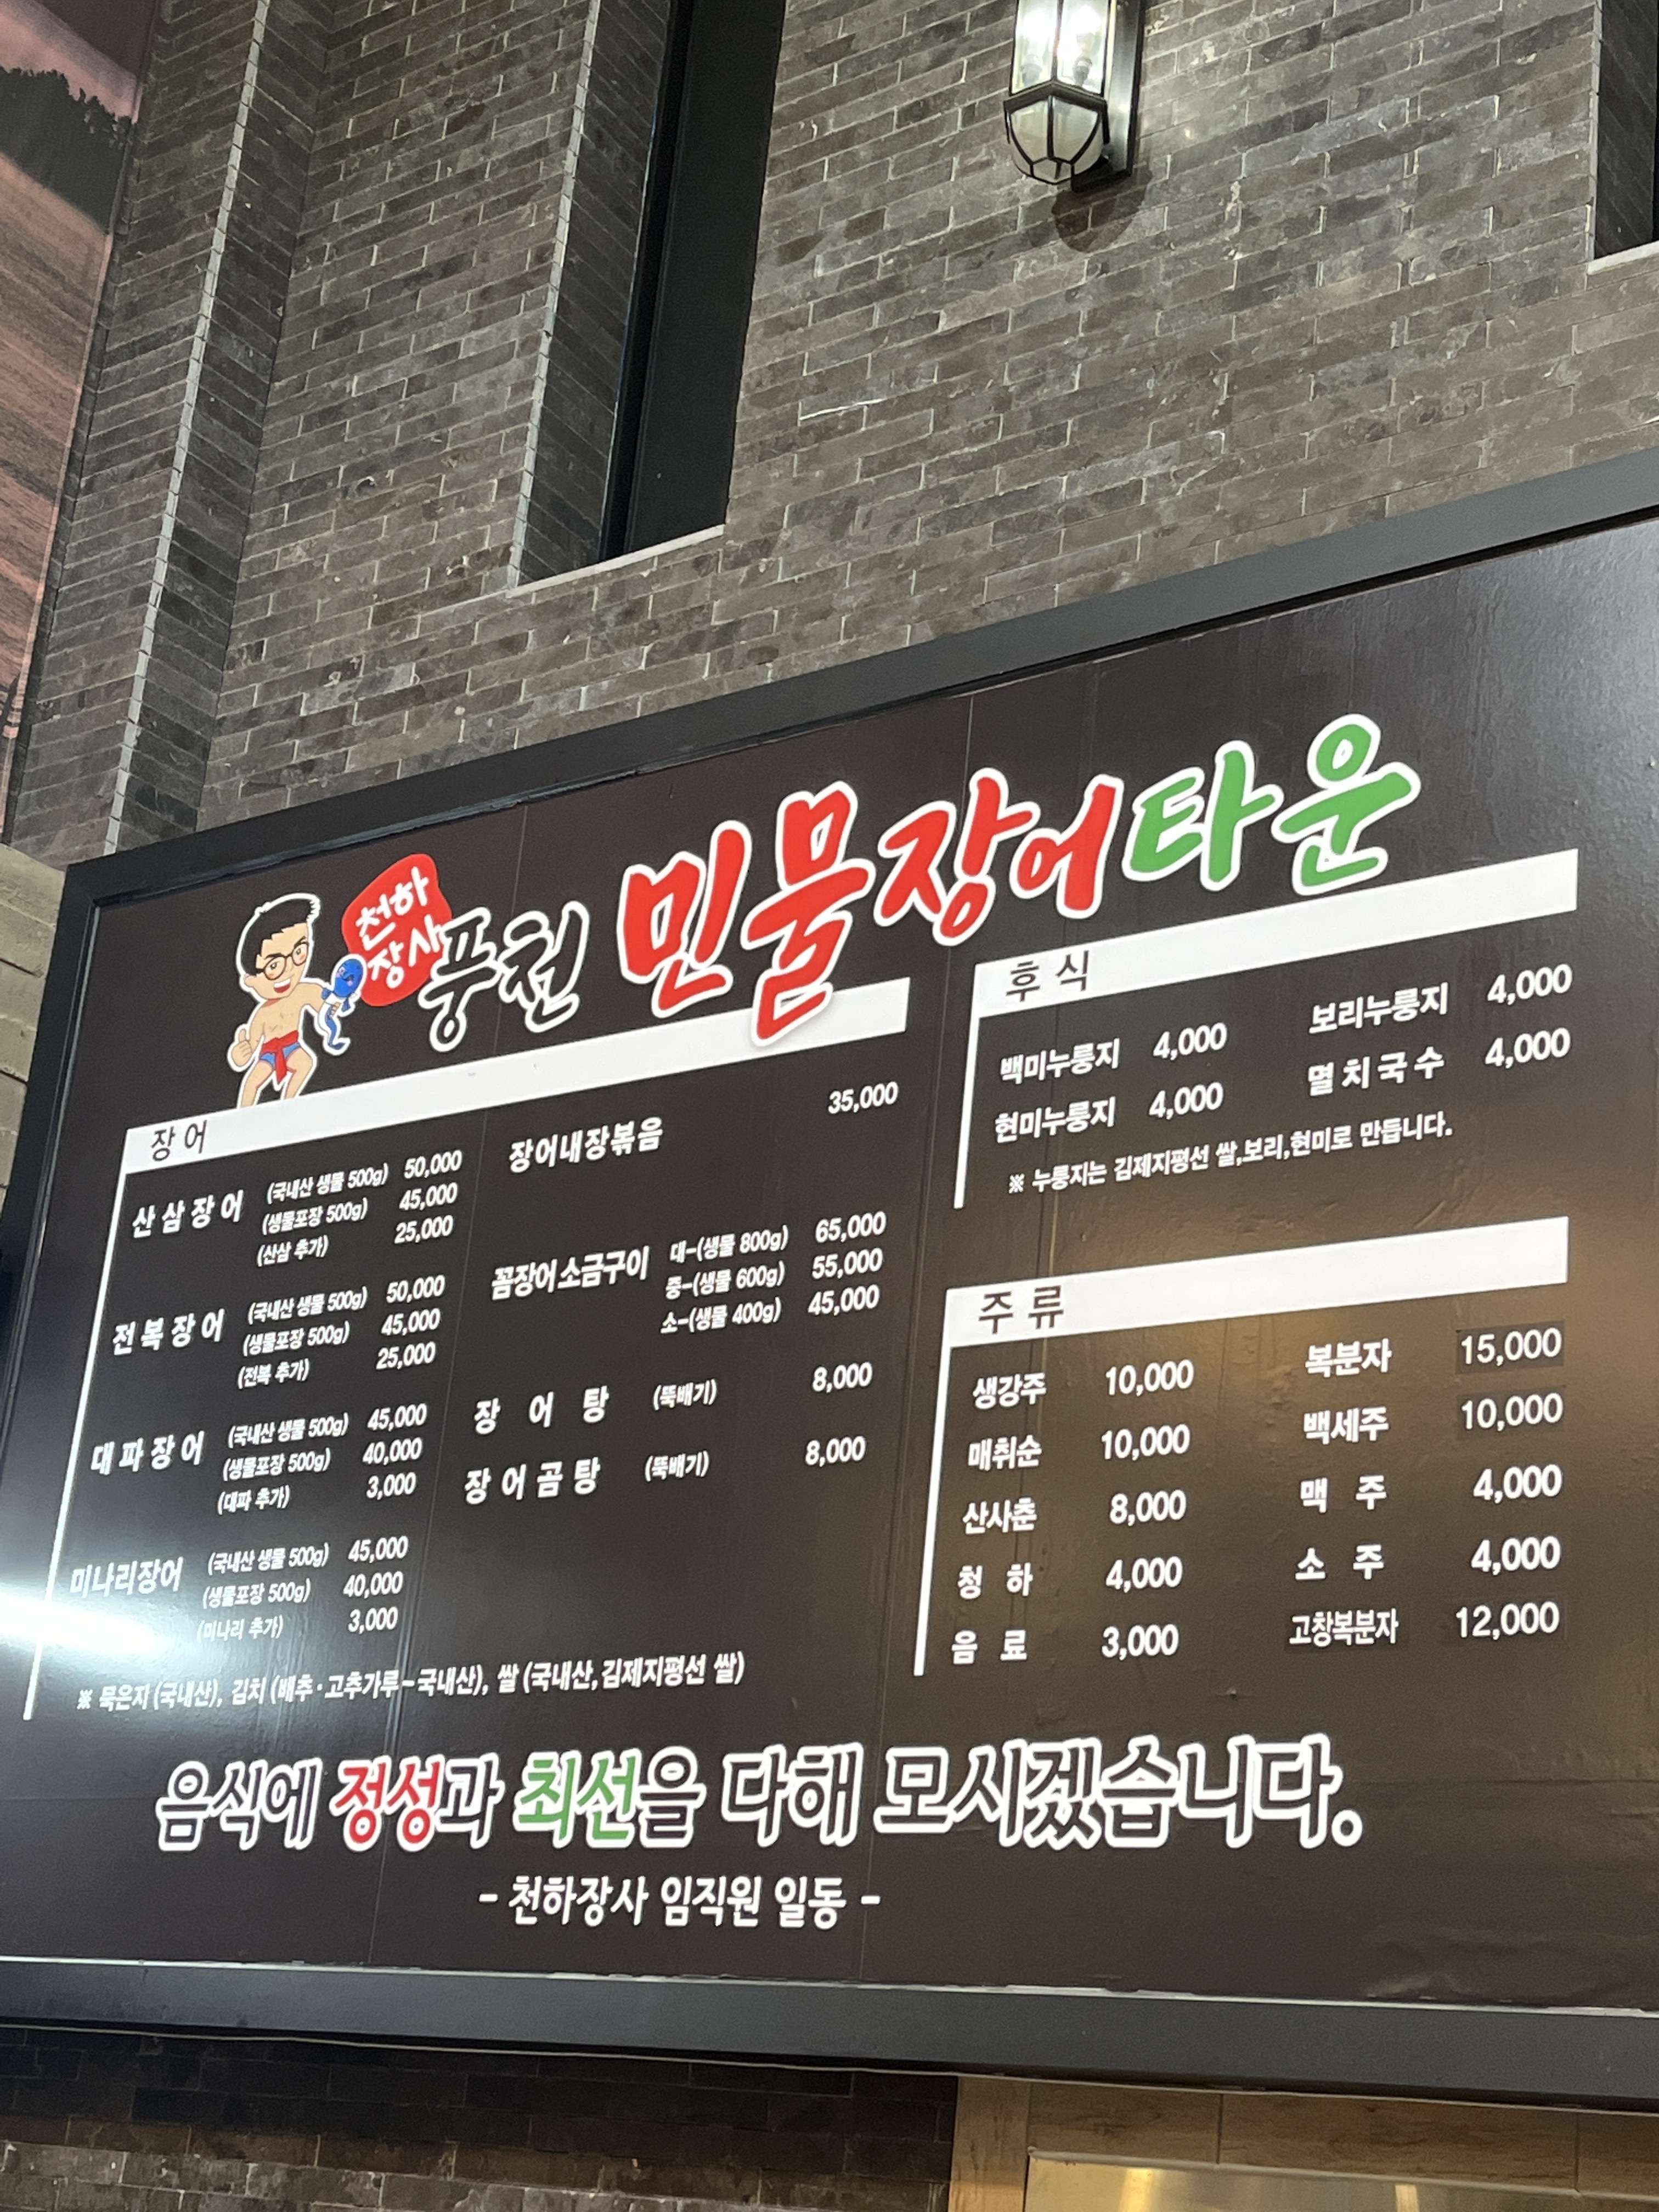 천하
장사
풍천 민물장어타운
장어
산삼장어 (국내산 생물 500g) 50,000
(생물포장 500g) 45,000
(산삼 추가) 25,000
전복장어 (국내산 생물 500g) 50,000
(생물포장 500g) 45,000
(전복 추가) 25,000
대파장어 (국내산 생물 500g) 45,000
(생물포장 500g) 40,000
(대파 추가) 3,000
미나리장어 (국내산 생물 500g) 45,000
(생물포장 500g) 40,000
(미나리 추가) 3,000
장어내장볶음 35,000
꼼장어소금구이 대-(생물 800g) 65,000
중-(생물 600g) 55,000
소-(생물 400g) 45,000
장 어 탕 (뚝배기) 8,000
장어곰탕 (뚝배기) 8,000
※ 묵은지 (국내산), 김치 (배추·고추가루-국내산), 쌀 (국내산,김제지평선 쌀)
후식
백미누룽지 4,000 보리누룽지 4,000
현미누룽지 4,000 멸치국수 4,000
※ 누룽지는 김제지평선 쌀,보리,현미로 만듭니다.
주류
생강주 10,000 복분자 15,000
매취순 10,000 백세주 10,000
산사춘 8,000 맥 주 4,000
청 하 4,000 소 주 4,000
음 료 3,000 고창복분자 12,000
음식에 정성과 최선을 다해 모시겠습니다.
- 천하장사 임직원 일동 -